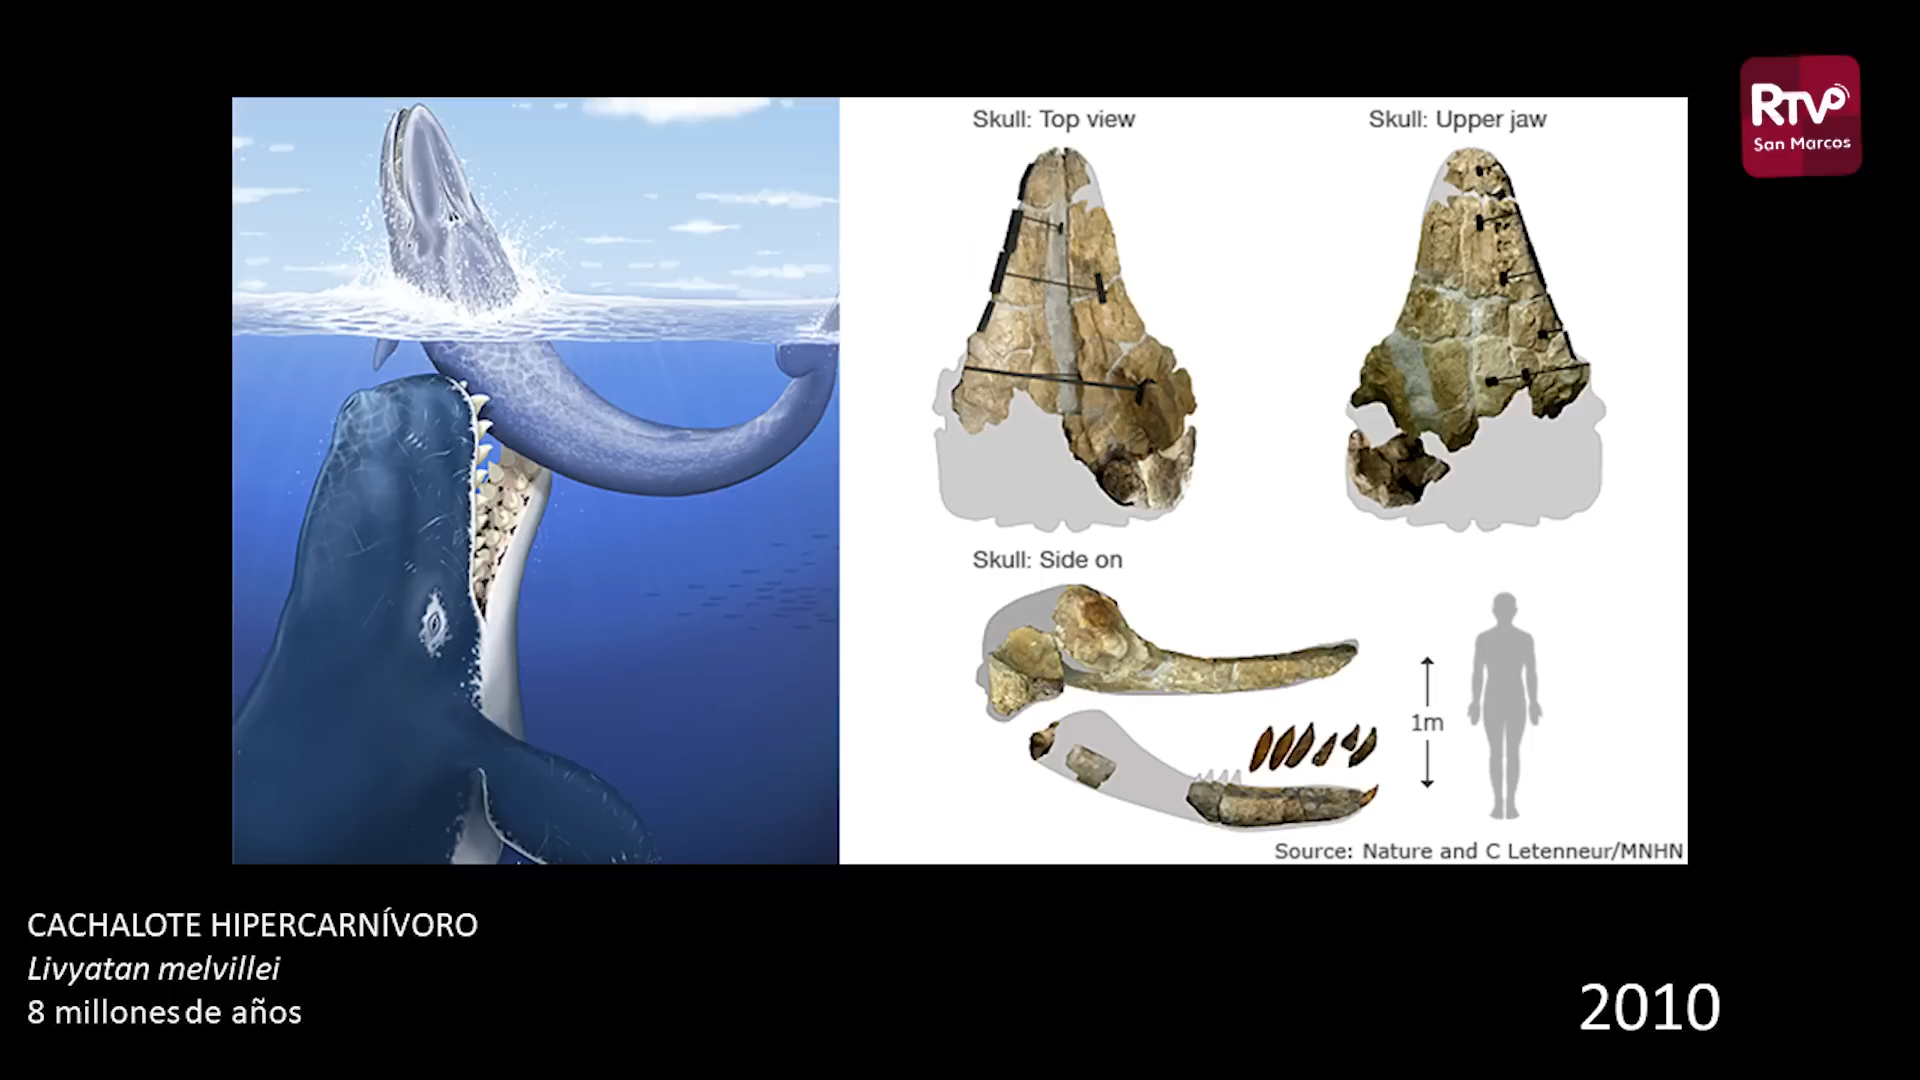 RTVP
San Marcos
Skull: Top view
Skull: Upper jaw
Skull: Side on
1m
Source: Nature and C Letenneur/MNHN
CACHALOTE HIPERCARNÍVORO
Livyatan melvillei
8 millones de años
2010